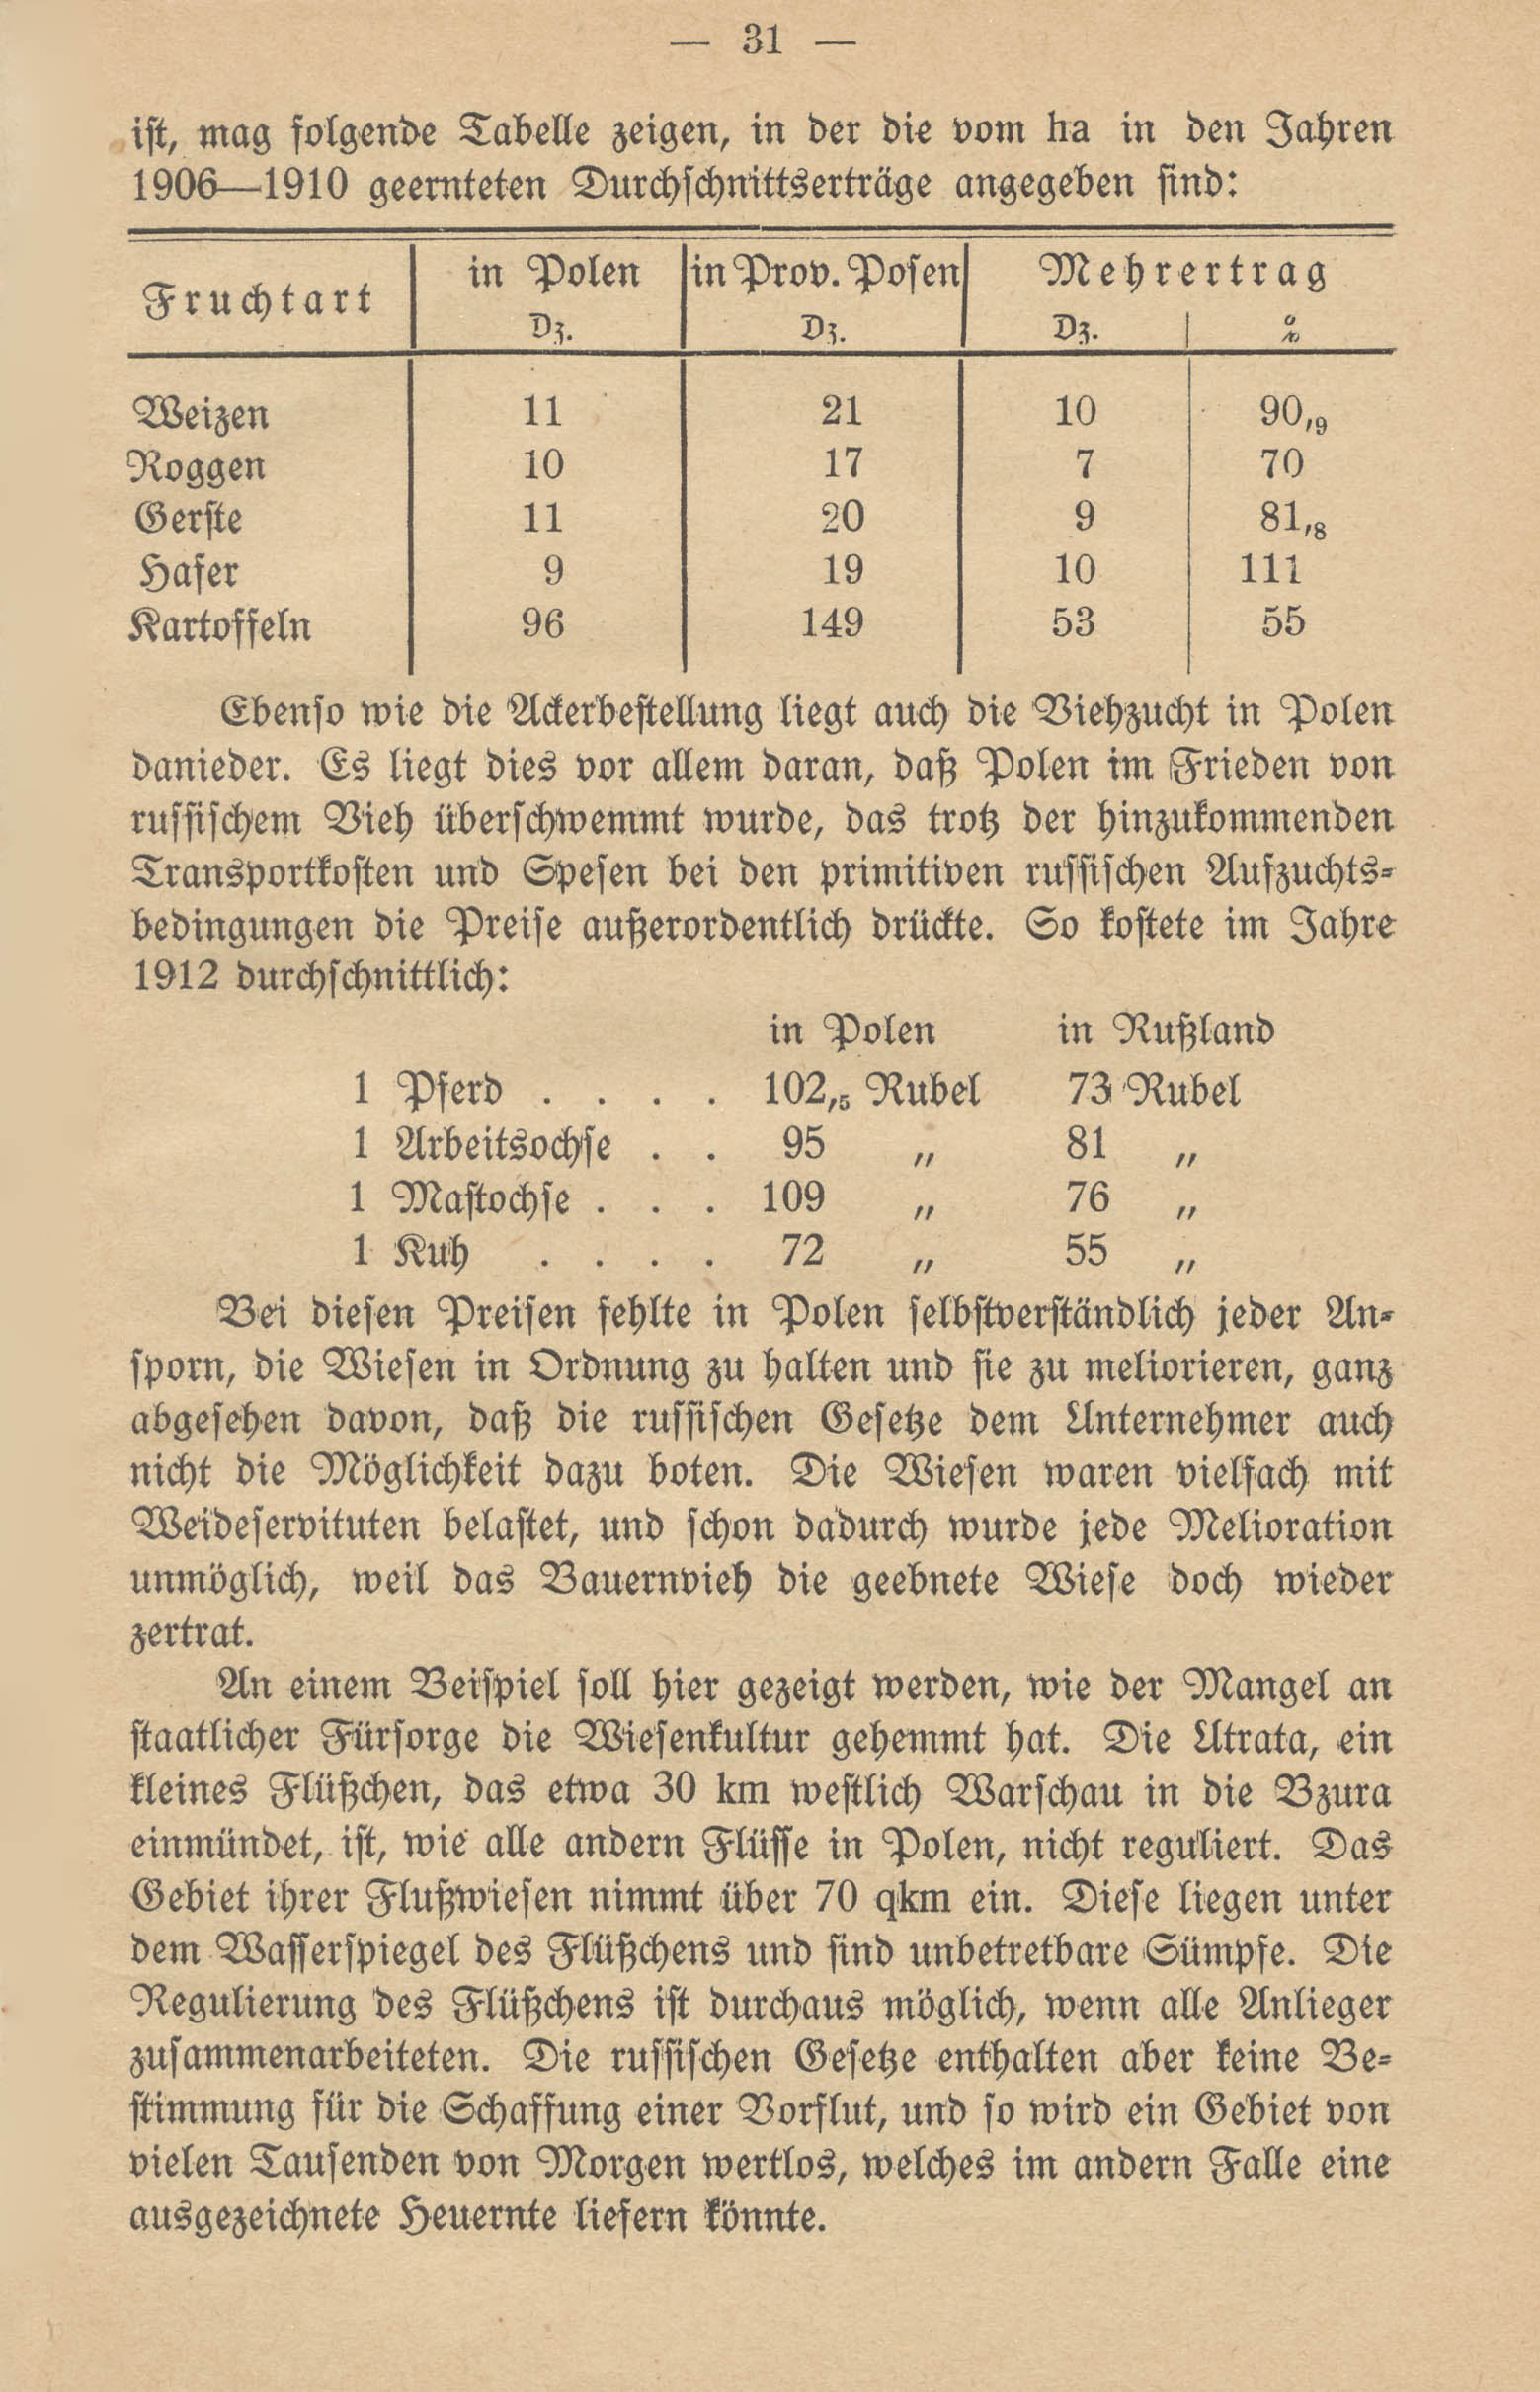 — 31 —
ist, mag folgende Tabelle zeigen, in der die vom ha in den Jahren
1906—1910 geernteten Durchschnittserträge angegeben sind:
Fruchtart in Polen in Prov. Posen Mehrertrag
Dz. Dz. Dz. %
Weizen 11 21 10 90,9
Roggen 10 17 7 70
Gerste 11 20 9 81,8
Hafer 9 19 10 111
Kartoffeln 96 149 53 55
Ebenso wie die Ackerbestellung liegt auch die Viehzucht in Polen
danieder. Es liegt dies vor allem daran, daß Polen im Frieden von
russischem Vieh überschwemmt wurde, das trotz der hinzukommenden
Transportkosten und Spesen bei den primitiven russischen Aufzuchts-
bedingungen die Preise außerordentlich drückte. So kostete im Jahre
1912 durchschnittlich:
in Polen in Rußland
1 Pferd . . . . 102,5 Rubel 73 Rubel
1 Arbeitsochse . . 95 „ 81 „
1 Mastochse . . . 109 „ 76 „
1 Kuh . . . . 72 „ 55 „
Bei diesen Preisen fehlte in Polen selbstverständlich jeder An-
sporn, die Wiesen in Ordnung zu halten und sie zu meliorieren, ganz
abgesehen davon, daß die russischen Gesetze dem Unternehmer auch
nicht die Möglichkeit dazu boten. Die Wiesen waren vielfach mit
Weideservituten belastet, und schon dadurch wurde jede Melioration
unmöglich, weil das Bauernvieh die geebnete Wiese doch wieder
zertrat.
An einem Beispiel soll hier gezeigt werden, wie der Mangel an
staatlicher Fürsorge die Wiesenkultur gehemmt hat. Die Utrata, ein
kleines Flüßchen, das etwa 30 km westlich Warschau in die Bzura
einmündet, ist, wie alle andern Flüsse in Polen, nicht reguliert. Das
Gebiet ihrer Flußwiesen nimmt über 70 qkm ein. Diese liegen unter
dem Wasserspiegel des Flüßchens und sind unbetretbare Sümpfe. Die
Regulierung des Flüßchens ist durchaus möglich, wenn alle Anlieger
zusammenarbeiteten. Die russischen Gesetze enthalten aber keine Be-
stimmung für die Schaffung einer Vorflut, und so wird ein Gebiet von
vielen Tausenden von Morgen wertlos, welches im andern Falle eine
ausgezeichnete Heuernte liefern könnte.